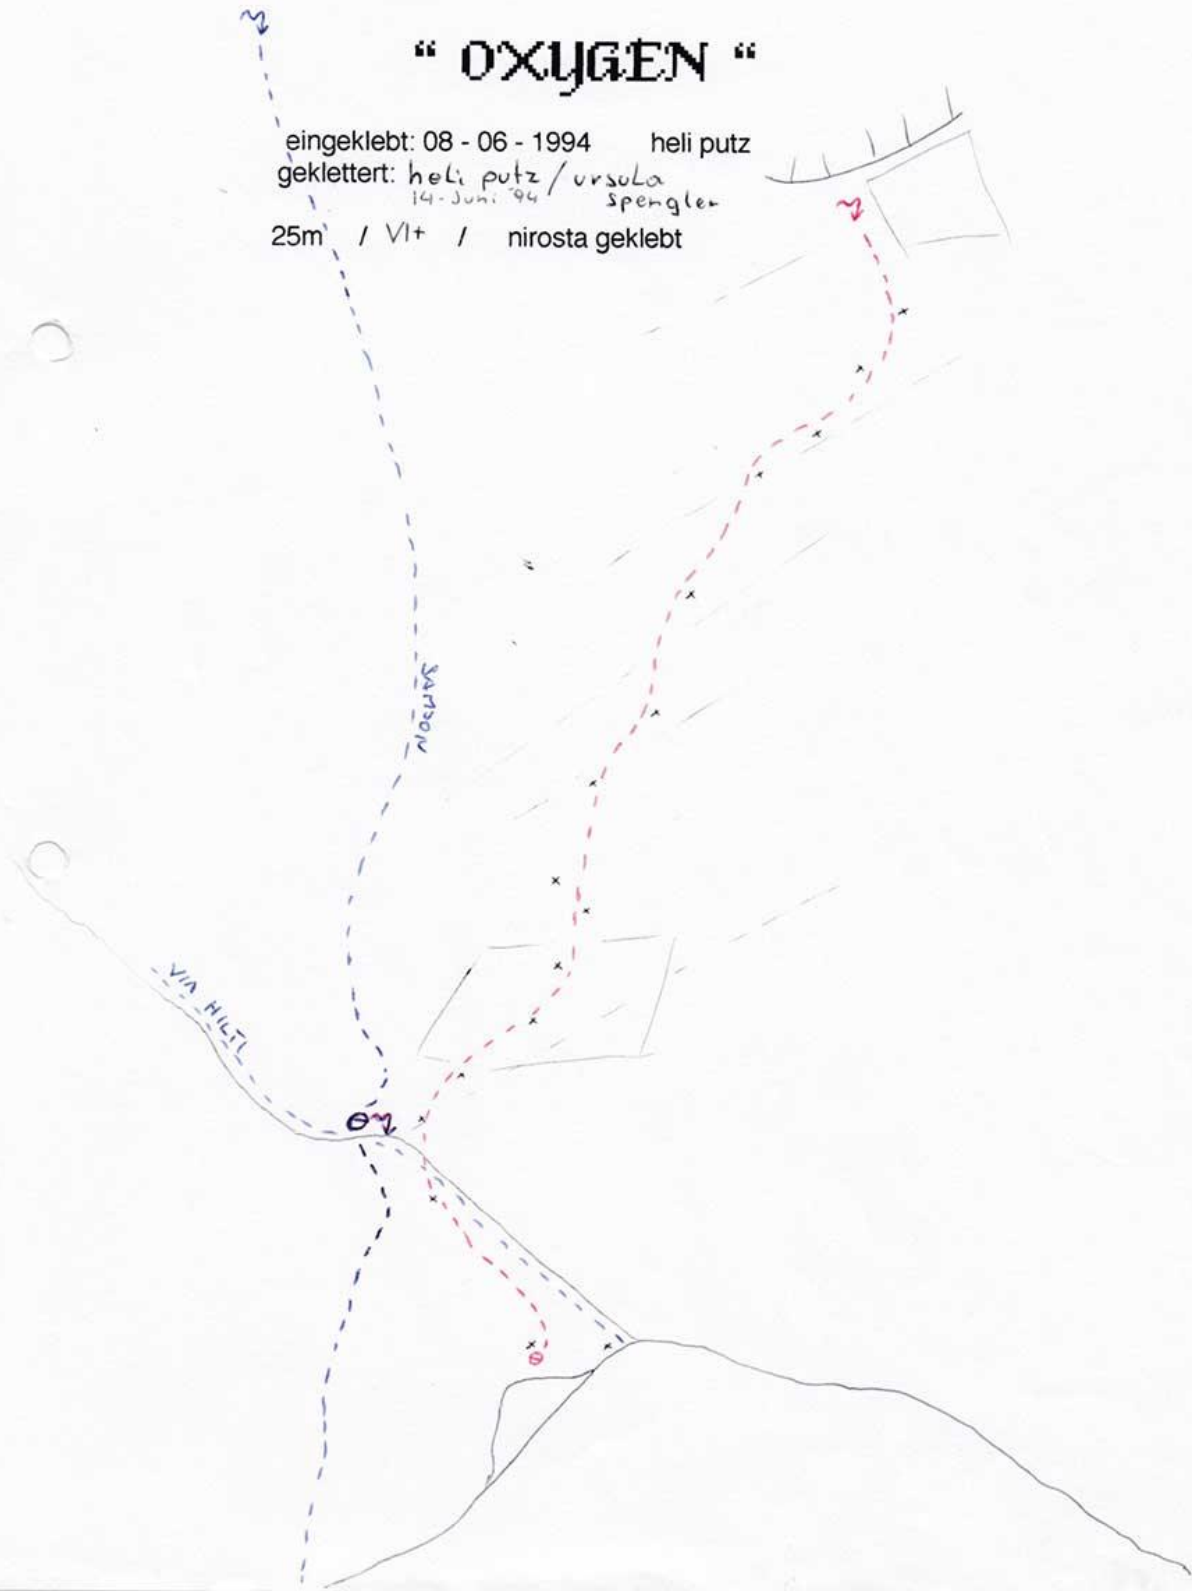 “ OXYGEN “
eingeklebt: 08 - 06 - 1994 heli putz
geklettert: heli putz / ursula
14-Juni '94 spengler
25m / VI+ / nirosta geklebt
SAMSON
VIA HILTI